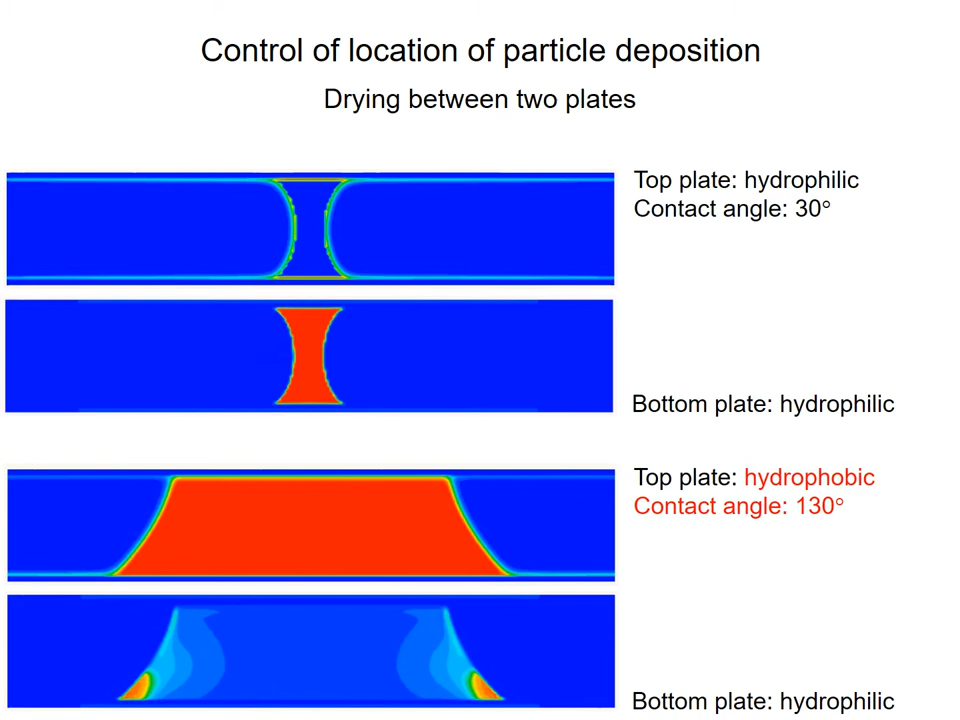 Control of location of particle deposition
Drying between two plates
Top plate: hydrophilic
Contact angle: 30°
Bottom plate: hydrophilic
Top plate: hydrophobic
Contact angle: 130°
Bottom plate: hydrophilic